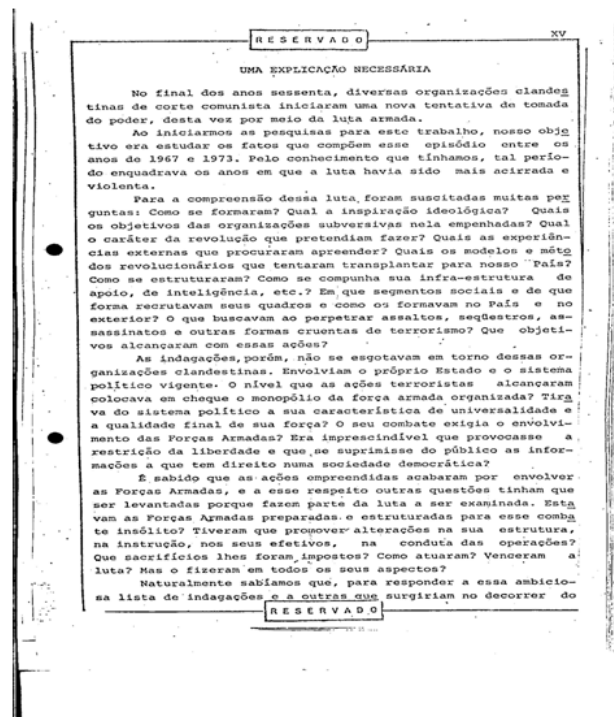 RESERVADO
XV
UMA EXPLICAÇÃO NECESSÁRIA
No final dos anos sessenta, diversas organizações clandes
tinas de corte comunista iniciaram uma nova tentativa de tomada
do poder, desta vez por meio da luta armada.
Ao iniciarmos as pesquisas para este trabalho, nosso obje
tivo era estudar os fatos que compõem esse episódio entre os
anos de 1967 e 1973. Pelo conhecimento que tínhamos, tal perío-
do enquadrava os anos em que a luta havia sido mais acirrada e
violenta.
Para a compreensão dessa luta foram suscitadas muitas per
guntas: Como se formaram? Qual a inspiração ideológica? Quais
os objetivos das organizações subversivas nela empenhadas? Qual
o caráter da revolução que pretendiam fazer? Quais as experiên-
cias externas que procuraram apreender? Quais os modelos e méto
dos revolucionários que tentaram transplantar para nosso País?
Como se estruturaram? Como se compunha sua infra-estrutura de
apoio, de inteligência, etc.? Em que segmentos sociais e de que
forma recrutavam seus quadros e como os formavam no País e no
exterior? O que buscavam ao perpetrar assaltos, seqüestros, as-
sassinatos e outras formas cruentas de terrorismo? Que objeti-
vos alcançaram com essas ações?
As indagações, porém, não se esgotavam em torno dessas or-
ganizações clandestinas. Envolviam o próprio Estado e o sistema
político vigente. O nível que as ações terroristas alcançaram
colocava em cheque o monopólio da força armada organizada? Tira
va do sistema político a sua característica de universalidade e
a qualidade final de sua força? O seu combate exigia o envolvi-
mento das Forças Armadas? Era imprescindível que provocasse a
restrição da liberdade e que se suprimisse do público as infor-
mações a que tem direito numa sociedade democrática?
É sabido que as ações empreendidas acabaram por envolver
as Forças Armadas, e a esse respeito outras questões tinham que
ser levantadas porque fazem parte da luta a ser examinada. Esta
vam as Forças Armadas preparadas e estruturadas para esse comba
te insólito? Tiveram que promover alterações na sua estrutura,
na instrução, nos seus efetivos, na conduta das operações?
Que sacrifícios lhes foram impostos? Como atuaram? Venceram a
luta? Mas o fizeram em todos os seus aspectos?
Naturalmente sabíamos que, para responder a essa ambicio-
sa lista de indagações e a outras que surgiriam no decorrer do
RESERVADO